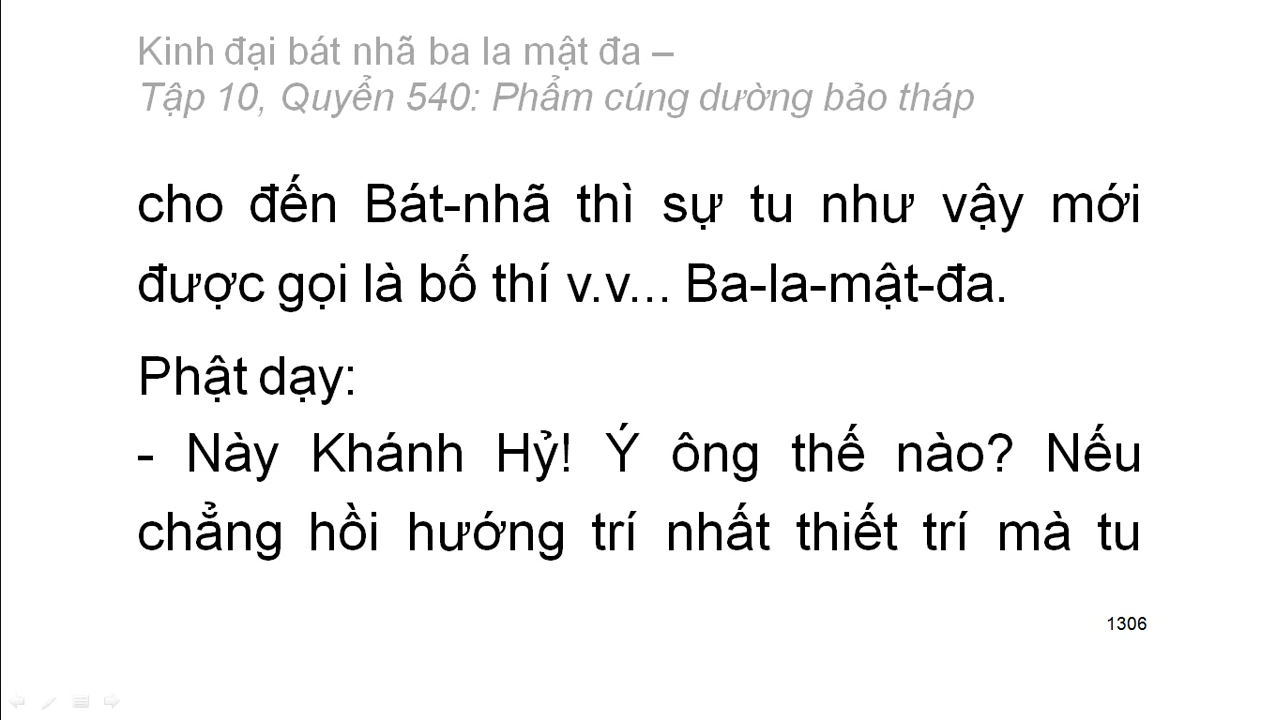 Kinh đại bát nhã ba la mật đa –
Tập 10, Quyển 540: Phẩm cúng dường bảo tháp
cho đến Bát-nhã thì sự tu như vậy mới
được gọi là bố thí v.v... Ba-la-mật-đa.
Phật dạy:
- Này Khánh Hỷ! Ý ông thế nào? Nếu
chẳng hồi hướng trí nhất thiết trí mà tu
1306